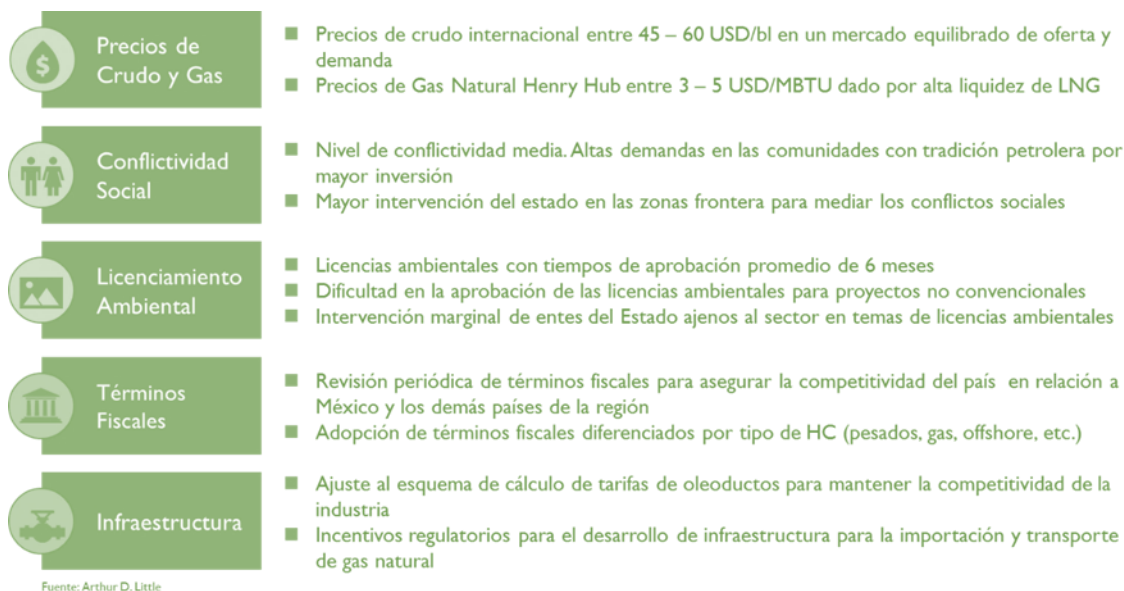 Precios de
Crudo y Gas
Precios de crudo internacional entre 45 – 60 USD/bl en un mercado equilibrado de oferta y
demanda
Precios de Gas Natural Henry Hub entre 3 – 5 USD/MBTU dado por alta liquidez de LNG
Conflictividad
Social
Nivel de conflictividad media. Altas demandas en las comunidades con tradición petrolera por
mayor inversión
Mayor intervención del estado en las zonas frontera para mediar los conflictos sociales
Licenciamiento
Ambiental
Licencias ambientales con tiempos de aprobación promedio de 6 meses
Dificultad en la aprobación de las licencias ambientales para proyectos no convencionales
Intervención marginal de entes del Estado ajenos al sector en temas de licencias ambientales
Términos
Fiscales
Revisión periódica de términos fiscales para asegurar la competitividad del país en relación a
México y los demás países de la región
Adopción de términos fiscales diferenciados por tipo de HC (pesados, gas, offshore, etc.)
Infraestructura
Ajuste al esquema de cálculo de tarifas de oleoductos para mantener la competitividad de la
industria
Incentivos regulatorios para el desarrollo de infraestructura para la importación y transporte
de gas natural
Fuente: Arthur D. Little